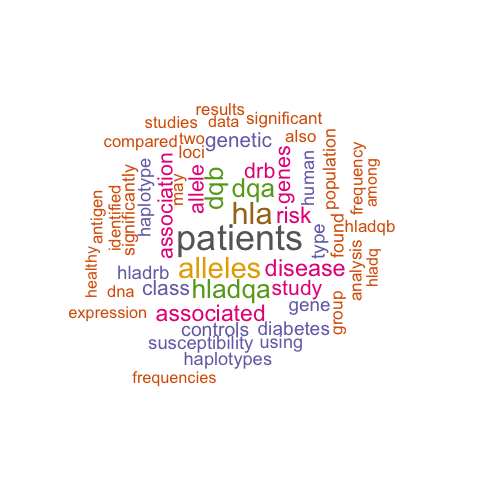 results
studies
data
significant
compared
two
genetic
also
loci
haplotype
association
may
allele
dqb
drb
dqa
genes
human
population
frequency
among
antigen
identified
significantly
hla
risk
type
found
hladqb
patients
healthy
hladrb
alleles
disease
analysis
hladq
dna
class
hladqa
study
gene
group
expression
associated
controls
diabetes
susceptibility
using
haplotypes
frequencies